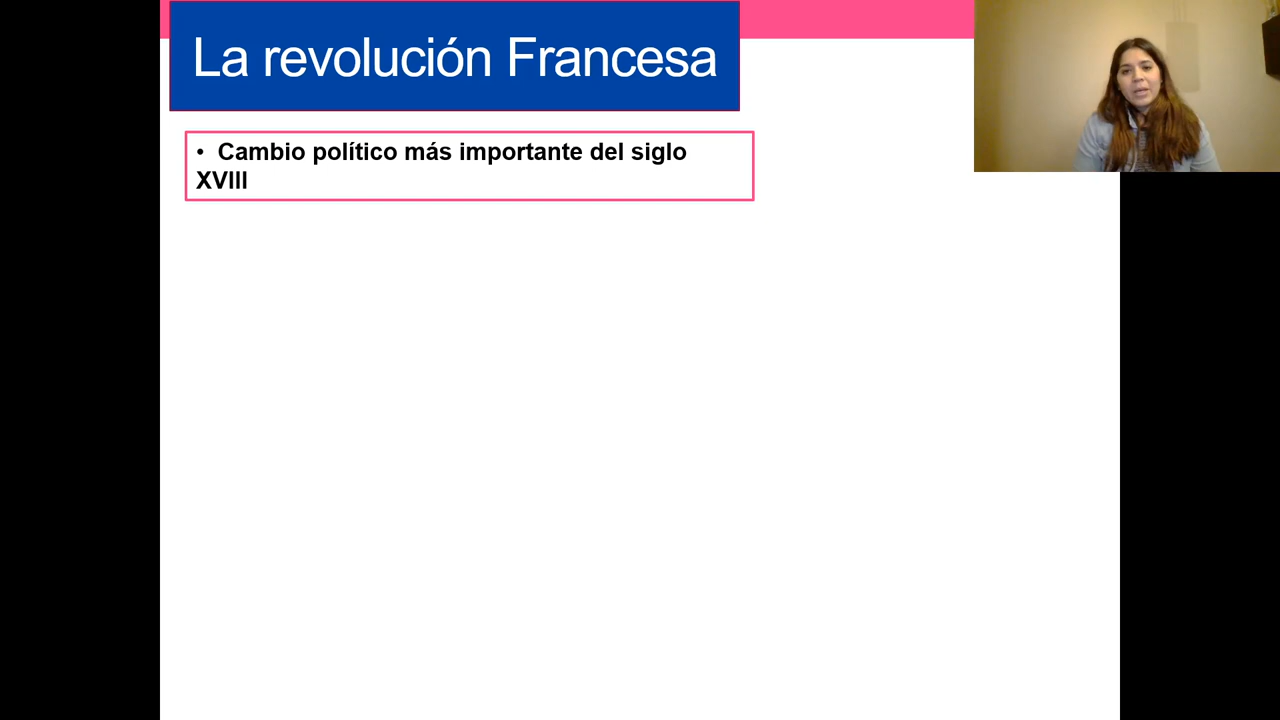 La revolución Francesa
• Cambio político más importante del siglo
XVIII